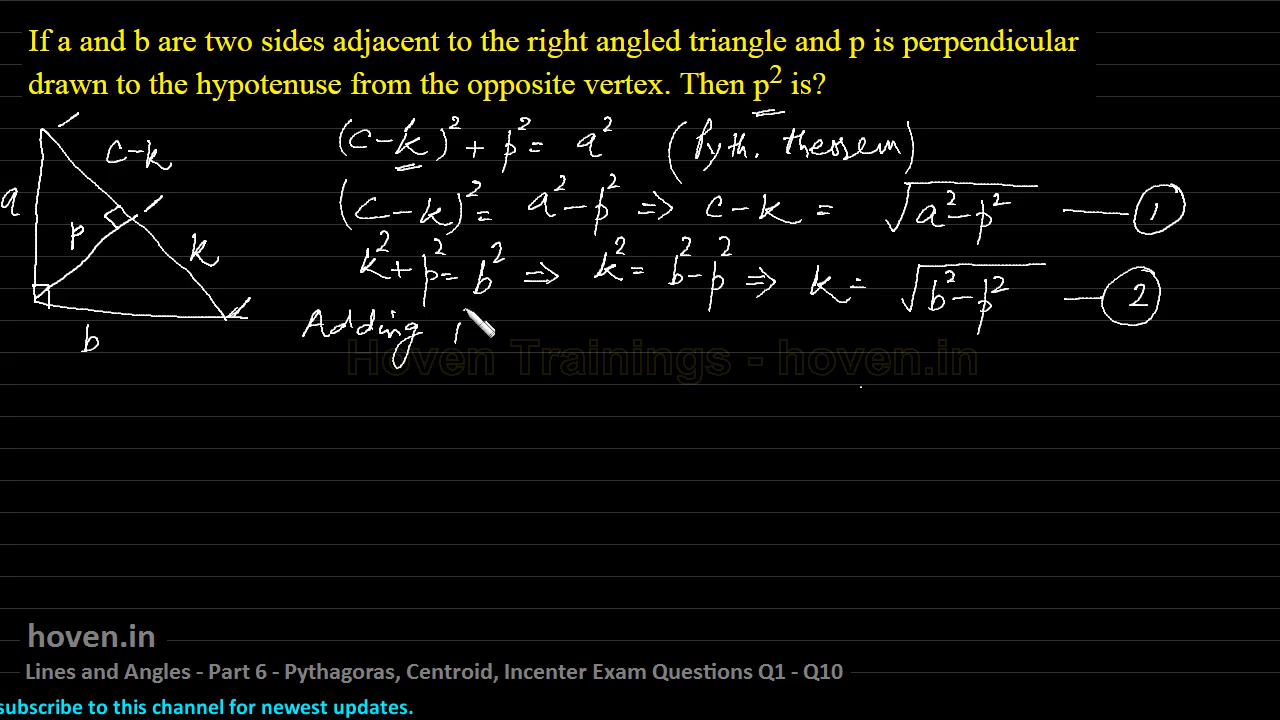 If a and b are two sides adjacent to the right angled triangle and p is perpendicular
drawn to the hypotenuse from the opposite vertex. Then p² is?
c-k
a
p
k
b
(c-k)² + p² = a² (Pyth. theorem)
(c-k)² = a²-p² ⇒ c-k = √a²-p² — ①
k²+p² = b² ⇒ k² = b²-p² ⇒ k = √b²-p² — ②
Adding 1
Hoven Trainings - hoven.in
hoven.in
Lines and Angles - Part 6 - Pythagoras, Centroid, Incenter Exam Questions Q1 - Q10
subscribe to this channel for newest updates.